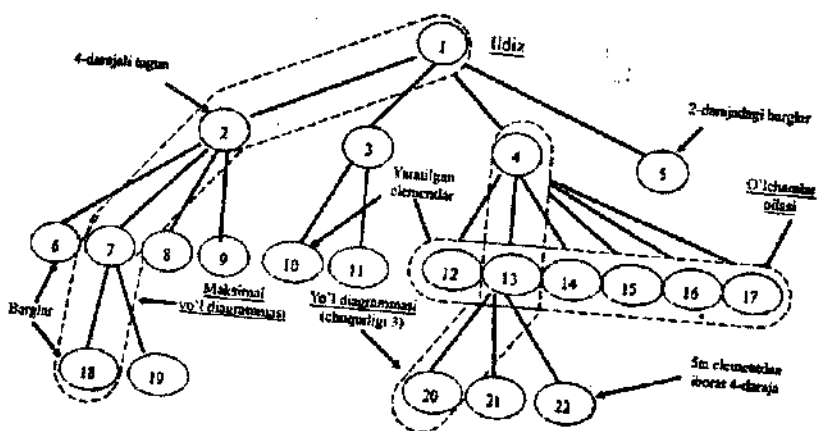 1
Ildiz
4-darajali tugun
2
3
4
5
2-darajadagi barglar
Yaratilgan
elementlar
O'lchamlar
oilasi
6
7
8
9
10
11
12
13
14
15
16
17
Barglar
Maksimal
yo'l diagrammasi
Yo'l diagrammasi
(chuqurligi 3)
18
19
20
21
22
5ta elementdan
iborat 4-daraja